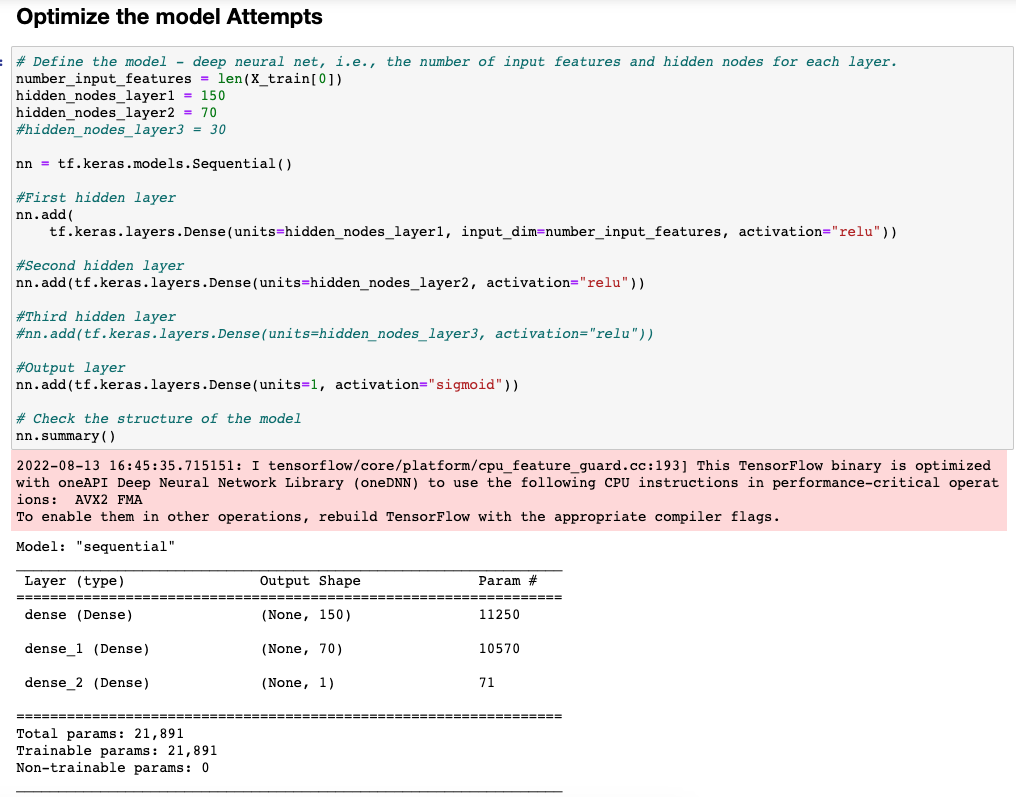 Optimize the model Attempts
:
# Define the model - deep neural net, i.e., the number of input features and hidden nodes for each layer.
number_input_features = len(X_train[0])
hidden_nodes_layer1 = 150
hidden_nodes_layer2 = 70
#hidden_nodes_layer3 = 30
nn = tf.keras.models.Sequential()
#First hidden layer
nn.add(
    tf.keras.layers.Dense(units=hidden_nodes_layer1, input_dim=number_input_features, activation="relu"))
#Second hidden layer
nn.add(tf.keras.layers.Dense(units=hidden_nodes_layer2, activation="relu"))
#Third hidden layer
#nn.add(tf.keras.layers.Dense(units=hidden_nodes_layer3, activation="relu"))
#Output layer
nn.add(tf.keras.layers.Dense(units=1, activation="sigmoid"))
# Check the structure of the model
nn.summary()
2022-08-13 16:45:35.715151: I tensorflow/core/platform/cpu_feature_guard.cc:193] This TensorFlow binary is optimized
with oneAPI Deep Neural Network Library (oneDNN) to use the following CPU instructions in performance-critical operat
ions:  AVX2 FMA
To enable them in other operations, rebuild TensorFlow with the appropriate compiler flags.
Model: "sequential"
_________________________________________________________________
 Layer (type)                Output Shape              Param #
=================================================================
 dense (Dense)               (None, 150)               11250
 dense_1 (Dense)             (None, 70)                10570
 dense_2 (Dense)             (None, 1)                 71
=================================================================
Total params: 21,891
Trainable params: 21,891
Non-trainable params: 0
_________________________________________________________________